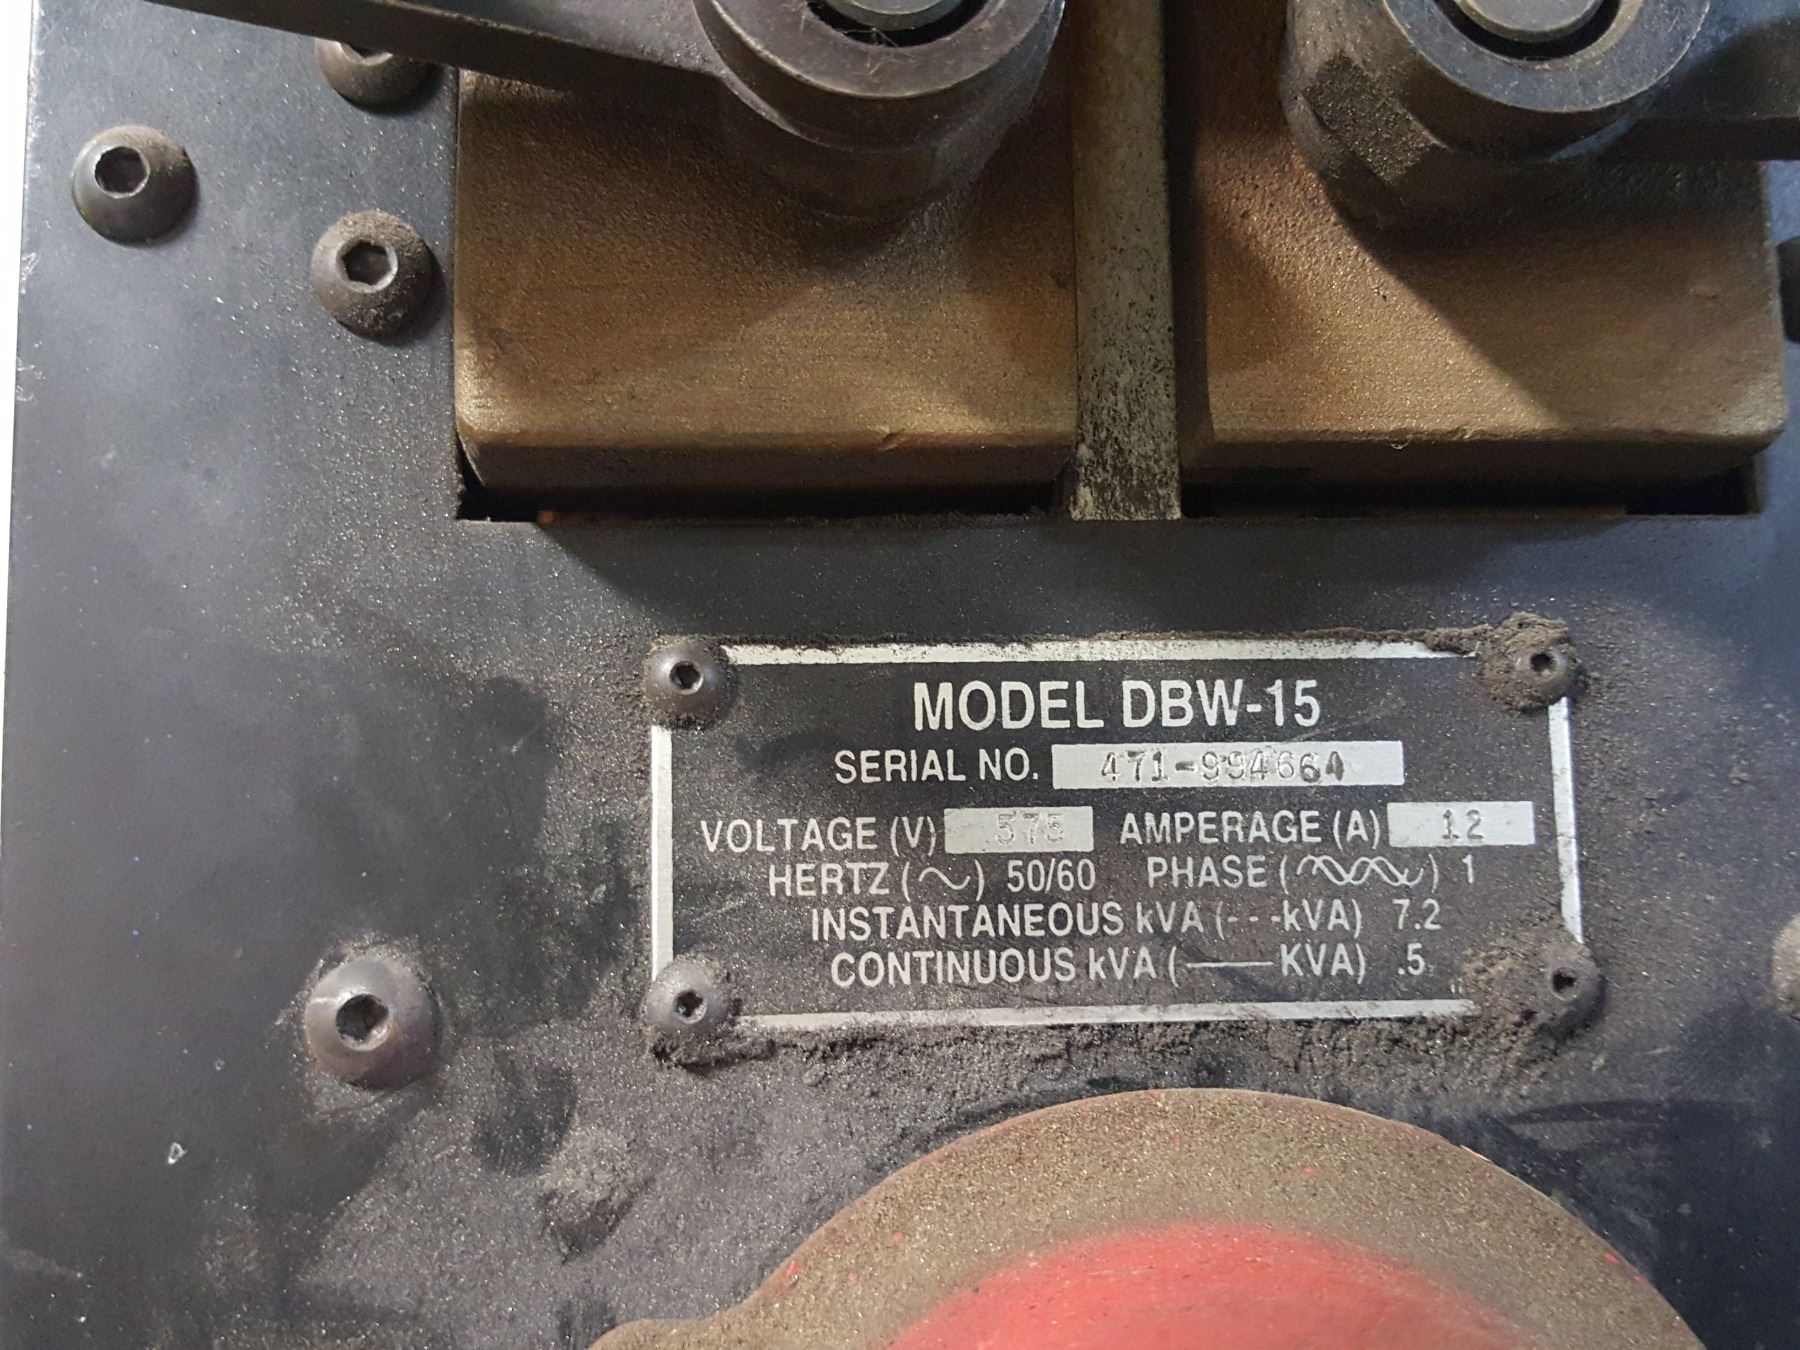 MODEL DBW-15
SERIAL NO. 471-994664
VOLTAGE (V) 575 AMPERAGE (A) 12
HERTZ (~) 50/60 PHASE ( ) 1
INSTANTANEOUS kVA (---kVA) 7.2
CONTINUOUS kVA (—KVA) .5